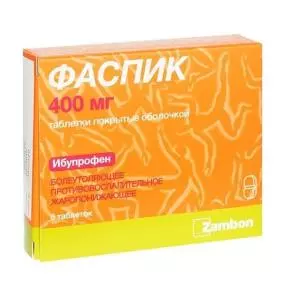 ФАСПИК
400 мг
таблетки покрытые оболочкой
Ибупрофен
БОЛЕУТОЛЯЮЩЕЕ
ПРОТИВОВОСПАЛИТЕЛЬНОЕ
ЖАРОПОНИЖАЮЩЕЕ
6 таблеток
Zambon